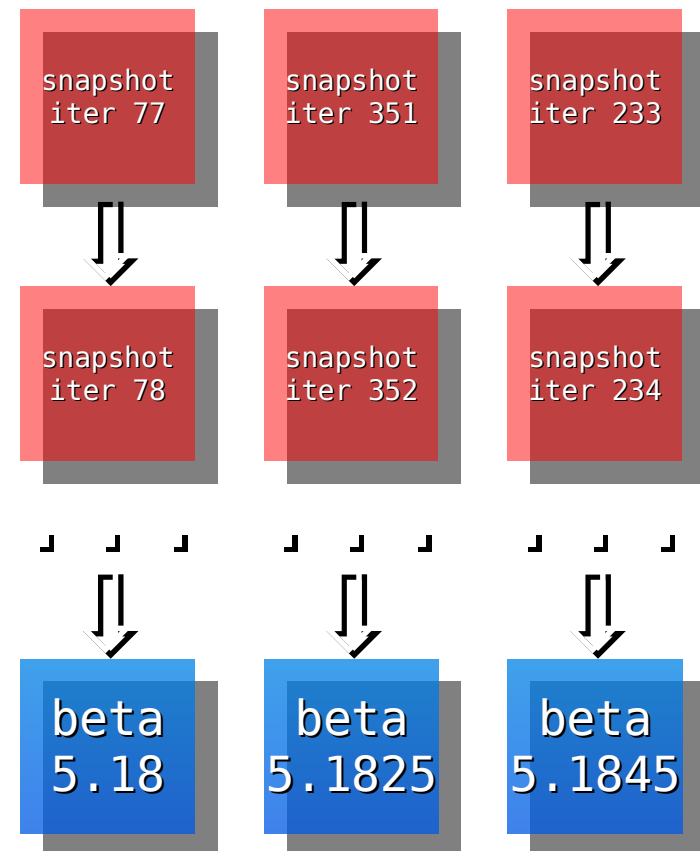 snapshot
iter 77
snapshot
iter 351
snapshot
iter 233
snapshot
iter 78
snapshot
iter 352
snapshot
iter 234
beta
5.18
beta
5.1825
beta
5.1845